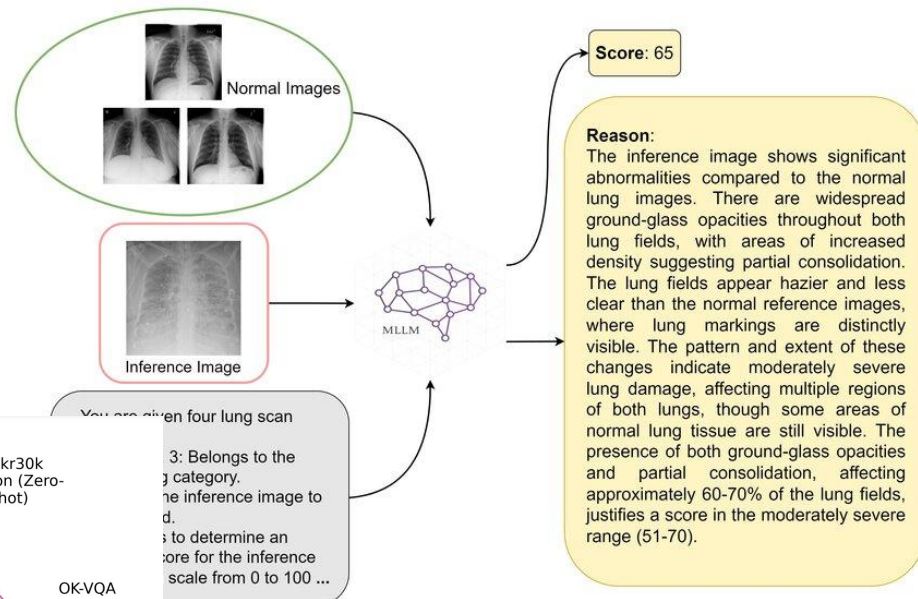 Normal Images
Inference Image
MLLM
You are given four lung scan
3: Belongs to the
category.
inference image to
to determine an
for the inference
scale from 0 to 100 ...
(Zero-
OK-VQA
Score: 65
Reason:
The inference image shows significant
abnormalities compared to the normal
lung images. There are widespread
ground-glass opacities throughout both
lung fields, with areas of increased
density suggesting partial consolidation.
The lung fields appear hazier and less
clear than the normal reference images,
where lung markings are distinctly
visible. The pattern and extent of these
changes indicate moderately severe
lung damage, affecting multiple regions
of both lungs, though some areas of
normal lung tissue are still visible. The
presence of both ground-glass opacities
and partial consolidation, affecting
approximately 60-70% of the lung fields,
justifies a score in the moderately severe
range (51-70).